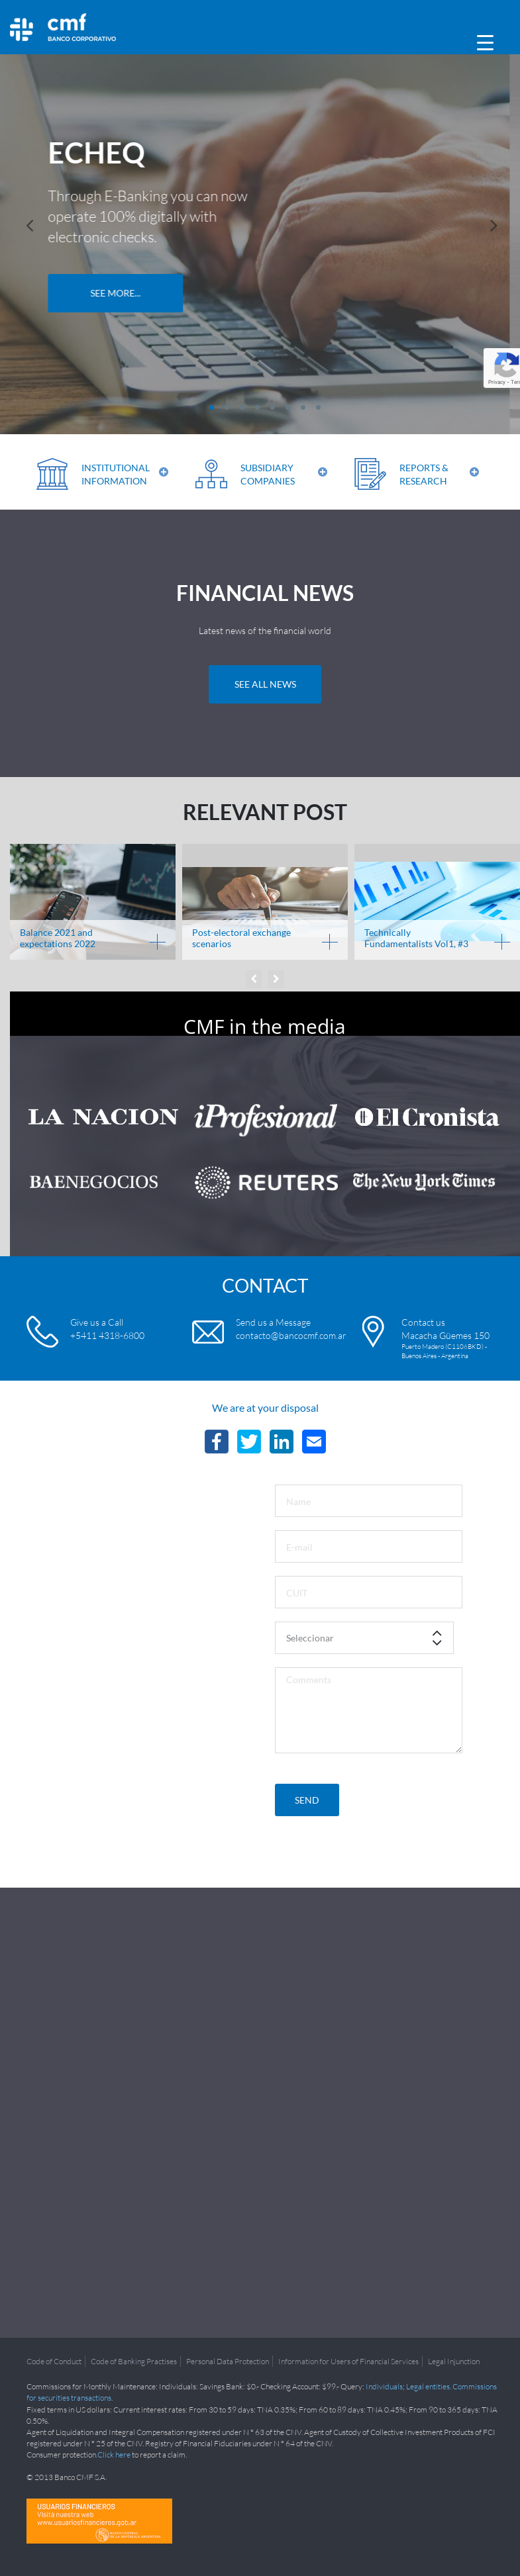 cmf
BANCO CORPORATIVO
ECHEQ
Through E-Banking you can now
operate 100% digitally with
electronic checks.
SEE MORE...
Privacy - Ter
INSTITUTIONAL
INFORMATION
SUBSIDIARY
COMPANIES
REPORTS &
RESEARCH
FINANCIAL NEWS
Latest news of the financial world
SEE ALL NEWS
RELEVANT POST
Balance 2021 and
expectations 2022
Post-electoral exchange
scenarios
Technically
Fundamentalists Vol1, #3
CMF in the media
LA NACION
iProfesional
El Cronista
BAENEGOCIOS
REUTERS
The New York Times
CONTACT
Give us a Call
+5411 4318-6800
Send us a Message
contacto@bancocmf.com.ar
Contact us
Macacha Güemes 150
Puerto Madero (C1106BKD) -
Buenos Aires - Argentina
We are at your disposal
Name
E-mail
CUIT
Seleccionar
Comments
SEND
Code of Conduct | Code of Banking Practises | Personal Data Protection | Information for Users of Financial Services | Legal Injunction
Commissions for Monthly Maintenance: Individuals: Savings Bank: $0.- Checking Account: $99.- Query: Individuals; Legal entities. Commissions
for securities transactions.
Fixed terms in US dollars: Current interest rates: From 30 to 59 days: TNA 0.35%; From 60 to 89 days: TNA 0.45%; From 90 to 365 days: TNA
0.50%.
Agent of Liquidation and Integral Compensation registered under N ° 63 of the CNV. Agent of Custody of Collective Investment Products of FCI
registered under N ° 25 of the CNV. Registry of Financial Fiduciaries under N ° 64 of the CNV.
Consumer protection.Click here to report a claim.
© 2013 Banco CMF S.A.
USUARIOS FINANCIEROS
Visitá nuestra web
www.usuariosfinancieros.gob.ar